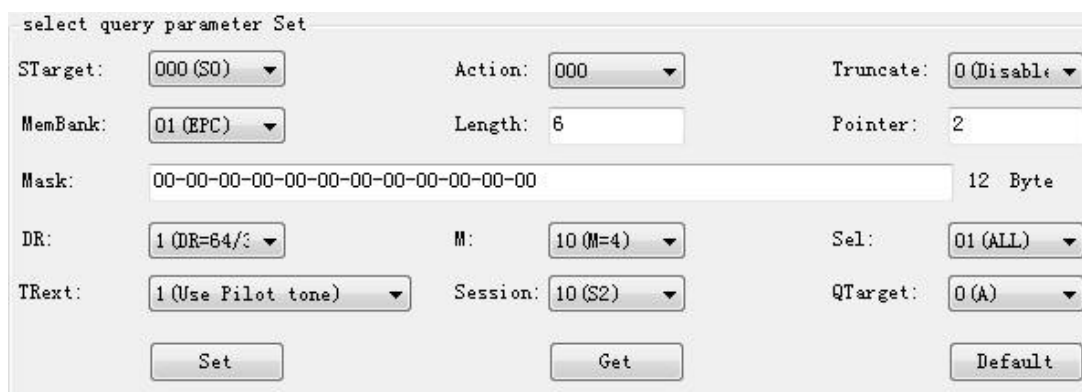 select query parameter Set
STarget: 000(S0) Action: 000 Truncate: 0(Disable
MemBank: 01(EPC) Length: 6 Pointer: 2
Mask: 00-00-00-00-00-00-00-00-00-00-00-00 12 Byte
DR: 1(DR=64/3 M: 10(M=4) Sel: 01(ALL)
TRext: 1(Use Pilot tone) Session: 10(S2) QTarget: 0(A)
Set Get Default